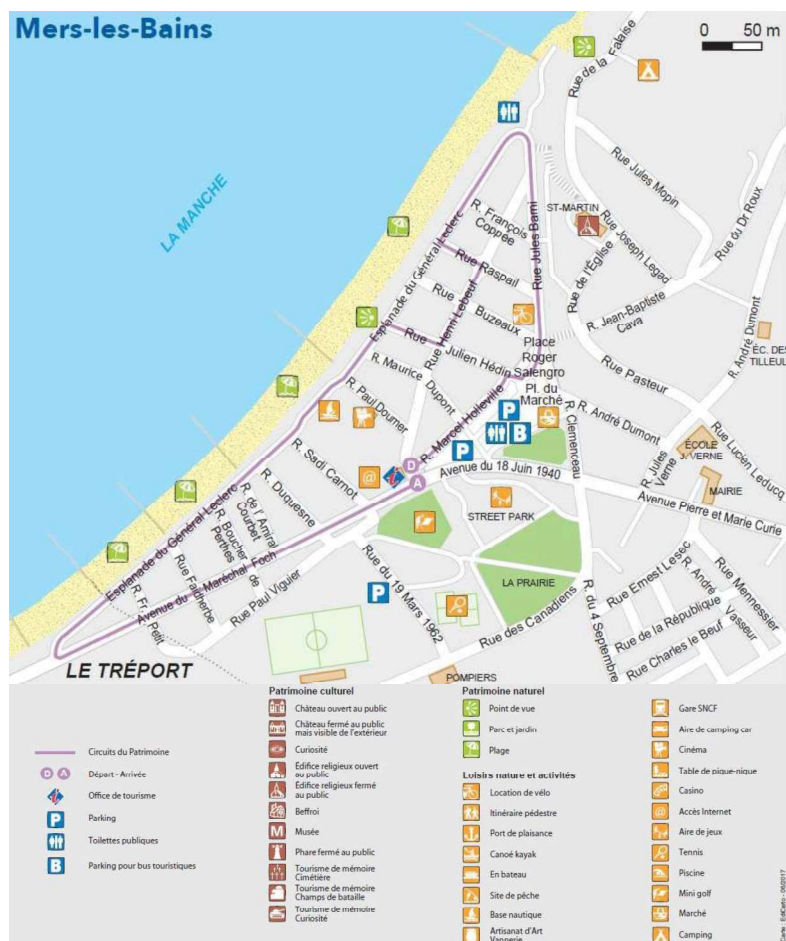 Mers-les-Bains
0 50 m
LA MANCHE
Rue de la Falaise
Rue Jules Mopin
Rue du Dr Roux
ST-MARTIN
Rue Joseph Legad
Rue de l'Église
R. François
Coppée
Rue Jules Barni
Esplanade du Général Leclerc
Rue Raspail
Rue Henri Lebeuf
Rue Buzeaux
R. Jean-Baptiste
Cava
R. André Dumont
ÉC. DES
TILLEUL
Rue Julien Hédin
Place
Roger
Salengro
Pl. du
Marché
Rue Pasteur
R. Maurice Dupont
R. Paul Doumer
R. Marcel Holleville
P
P
B
R. Clemenceau
R. André Dumont
ÉCOLE
J. VERNE
Rue Lucien Leducq
R. Jules
Verne
MAIRIE
R. Sadi Carnot
@
D
A
Avenue du 18 Juin 1940
Avenue Pierre et Marie Curie
R. Duquesne
STREET PARK
R. de l'Amiral
Courbet
R. Boucher de
Perthes
Esplanade du Général Leclerc
Avenue du Maréchal Foch
Rue Faidherbe
R. Fr. Petit
Rue Paul Viguier
Rue du 19 Mars 1962
P
LA PRAIRIE
Rue des Canadiens
R. du 4 Septembre
Rue Ernest Lesec
R. André Vasseur
Rue Mennessier
Rue de la République
Rue Charles le Beuf
LE TRÉPORT
POMPIERS
Circuits du Patrimoine
D A Départ - Arrivée
Office de tourisme
P Parking
Toilettes publiques
B Parking pour bus touristiques
Patrimoine culturel
Château ouvert au public
Château fermé au public
mais visible de l'extérieur
Curiosité
Édifice religieux ouvert
au public
Édifice religieux fermé
au public
Beffroi
M Musée
Phare fermé au public
Tourisme de mémoire
Cimétière
Tourisme de mémoire
Champs de bataille
Tourisme de mémoire
Curiosité
Patrimoine naturel
Point de vue
Parc et jardin
Plage
Loisirs nature et activités
Location de vélo
Itinéraire pédestre
Port de plaisance
Canoé kayak
En bateau
Site de pêche
Base nautique
Artisanat d'Art
Vannerie
Gare SNCF
Aire de camping car
Cinéma
Table de pique-nique
Casino
@ Accès Internet
Aire de jeux
Tennis
Piscine
Mini golf
Marché
Camping
Carte : EdiCarto - 06/2017